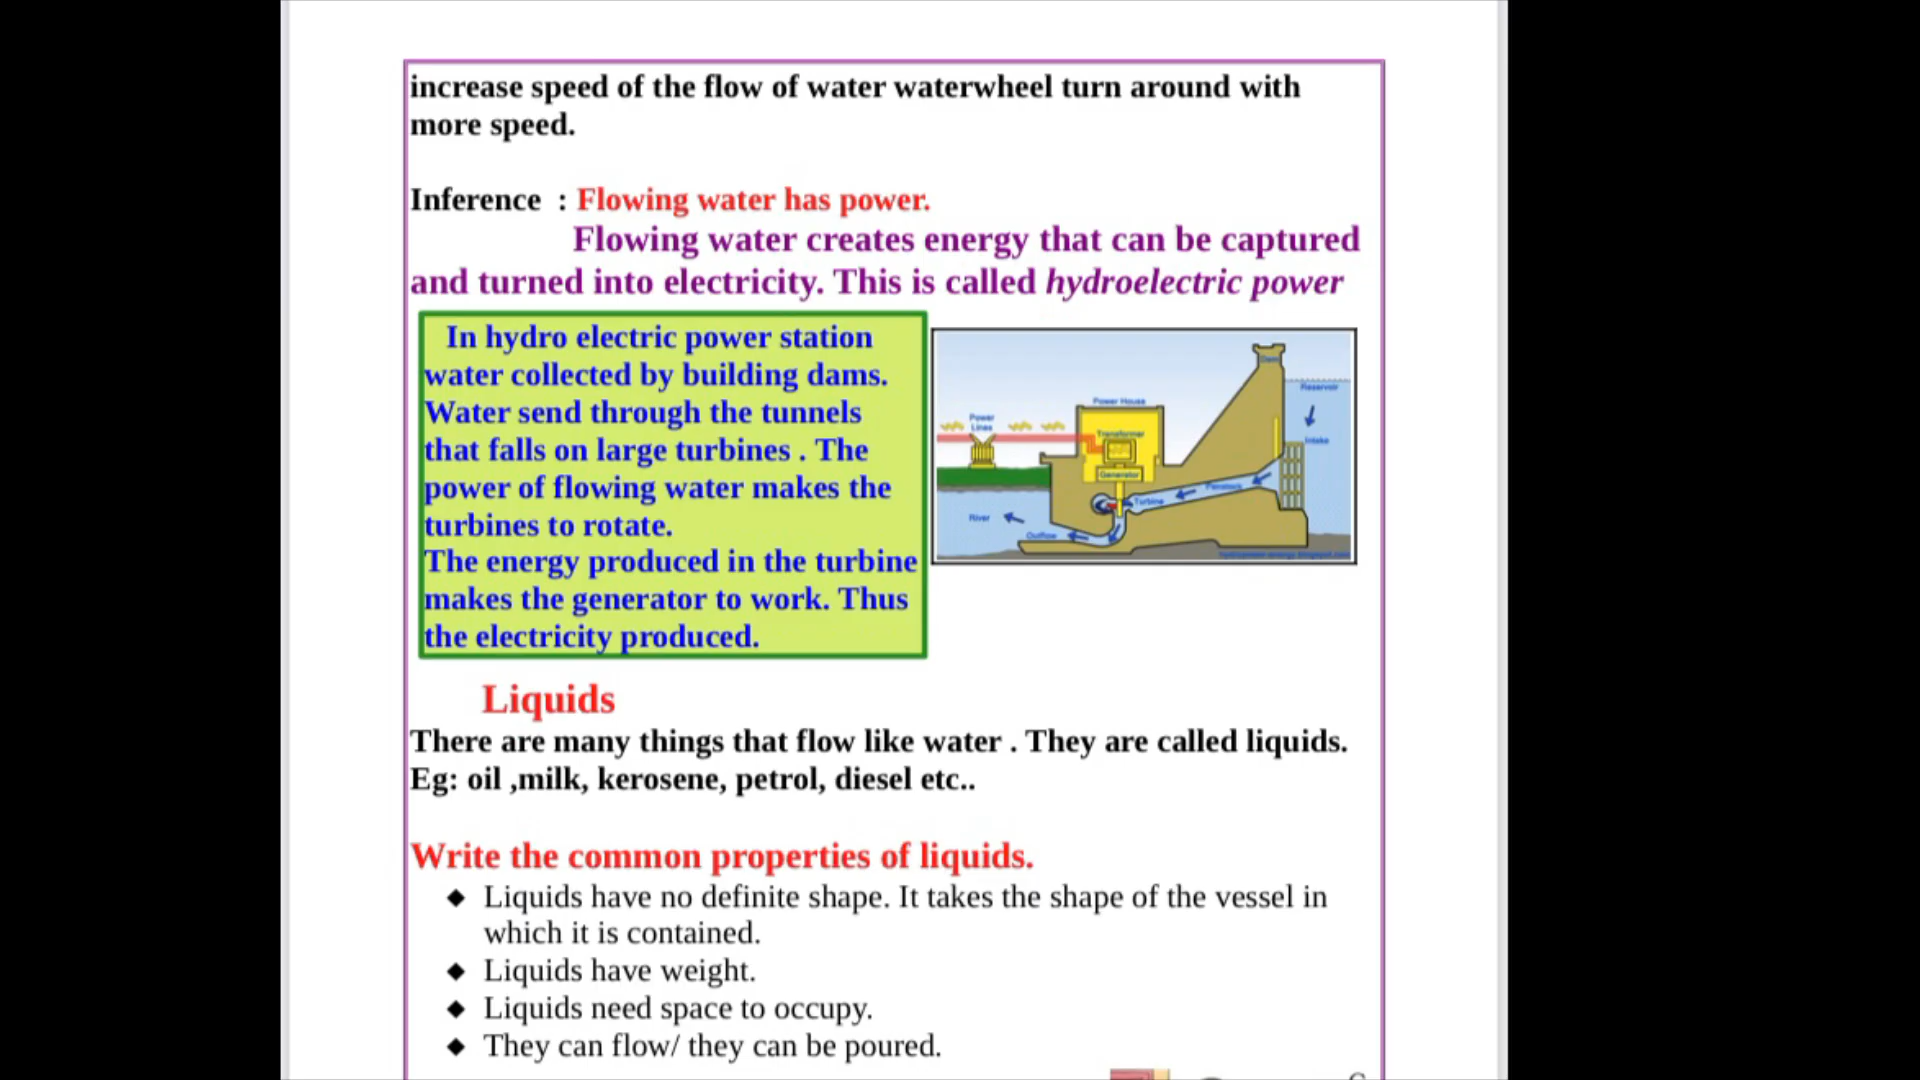 increase speed of the flow of water waterwheel turn around with
more speed.
Inference : Flowing water has power.
Flowing water creates energy that can be captured
and turned into electricity. This is called hydroelectric power
In hydro electric power station
water collected by building dams.
Water send through the tunnels
that falls on large turbines . The
power of flowing water makes the
turbines to rotate.
The energy produced in the turbine
makes the generator to work. Thus
the electricity produced.
Dam
Reservoir
Power House
Power
Lines
Transformer
Intake
Generator
Penstock
Turbine
River
Outflow
Liquids
There are many things that flow like water . They are called liquids.
Eg: oil ,milk, kerosene, petrol, diesel etc..
Write the common properties of liquids.
◆ Liquids have no definite shape. It takes the shape of the vessel in
which it is contained.
◆ Liquids have weight.
◆ Liquids need space to occupy.
◆ They can flow/ they can be poured.